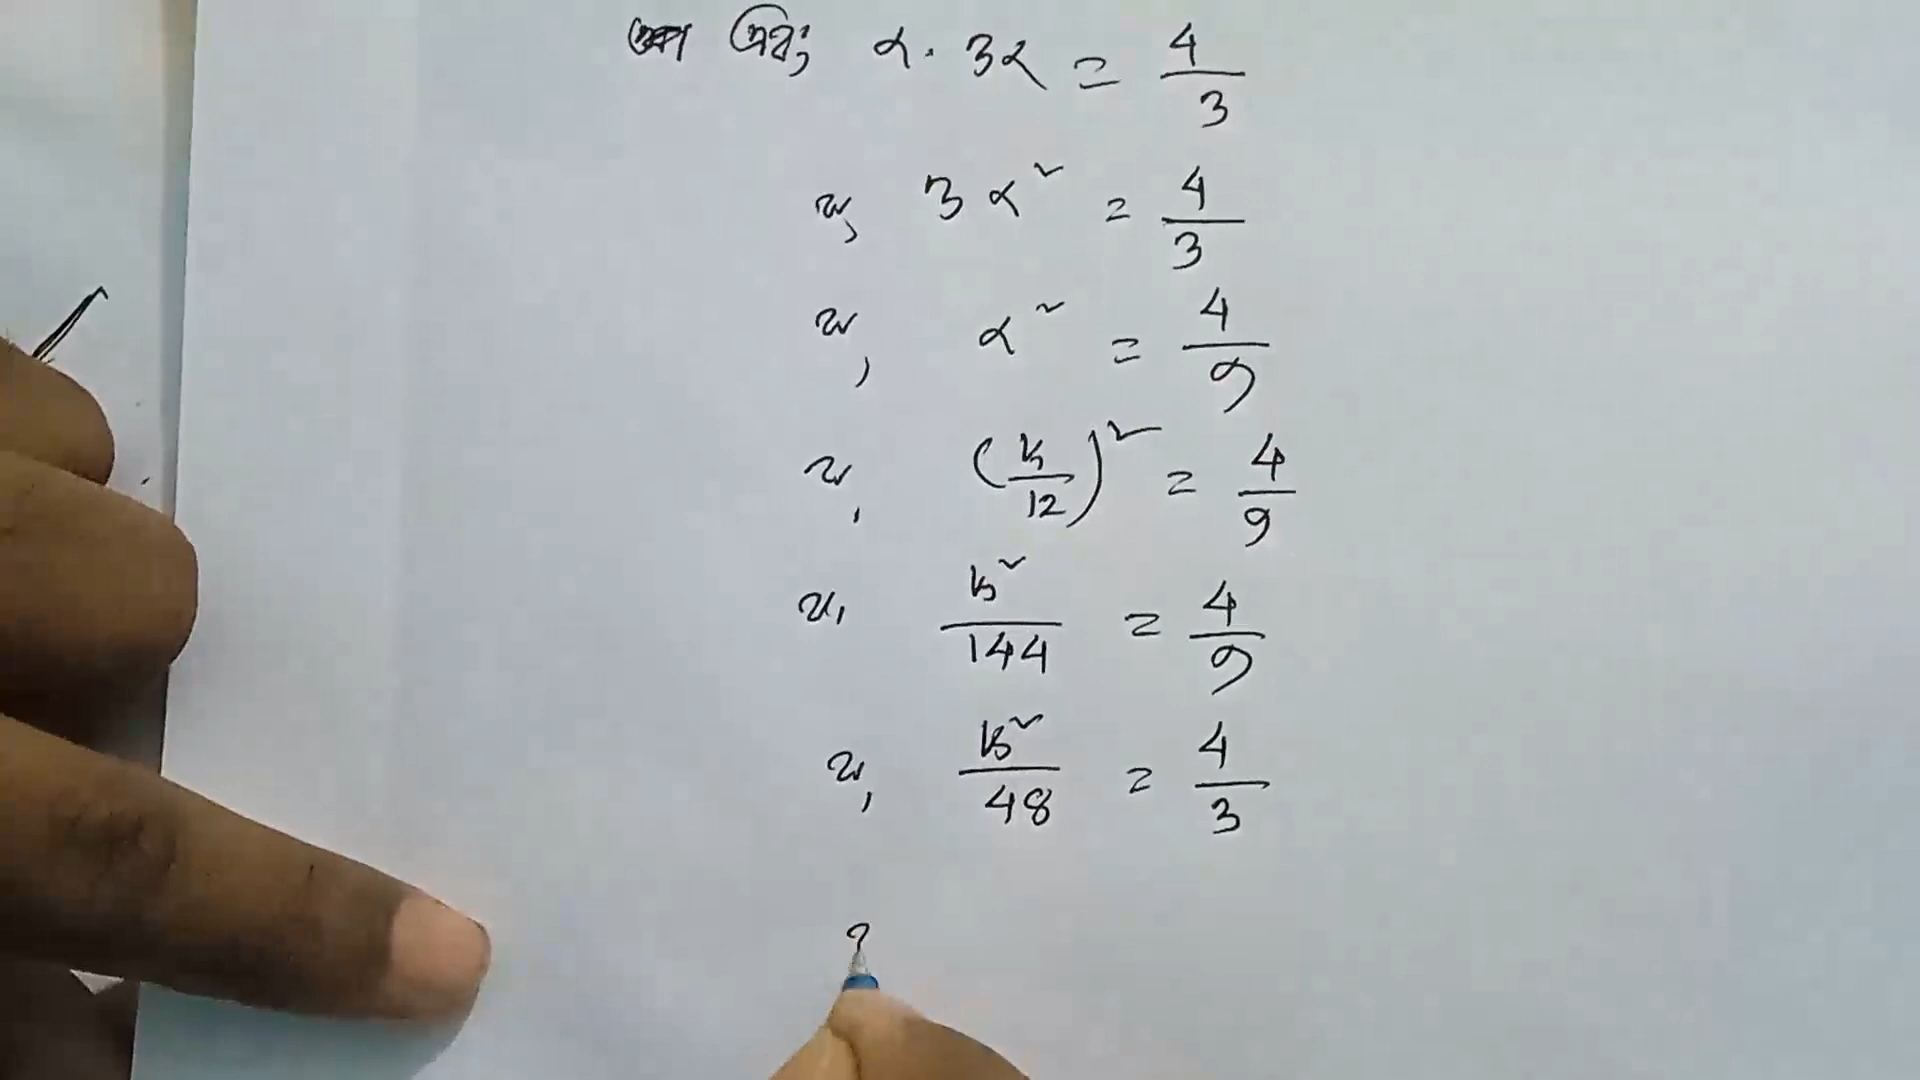 এবং, α · 3α = 4/3
বা, 3α² = 4/3
বা, α² = 4/9
বা, (k/12)² = 4/9
বা, k²/144 = 4/9
বা, k²/48 = 4/3